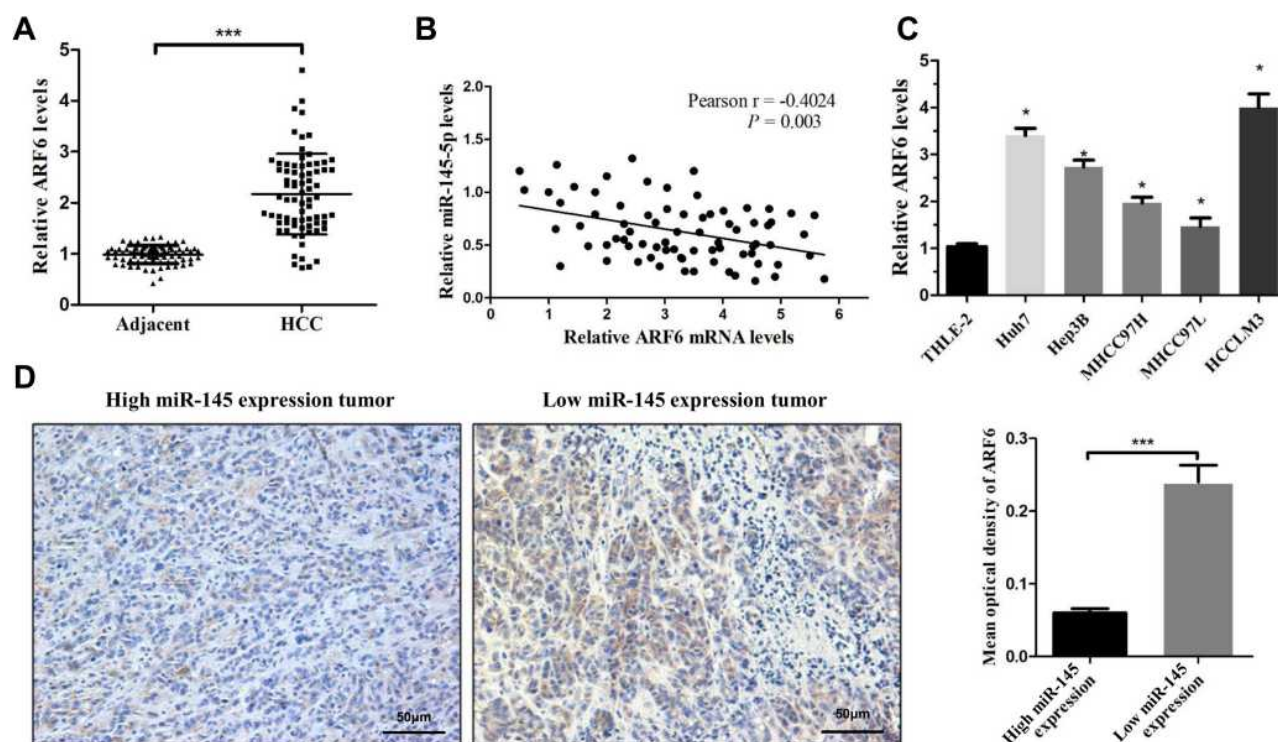 A
***
Relative ARF6 levels
5
4
3
2
1
0
Adjacent
HCC
B
Relative miR-145-5p levels
2.0
1.5
1.0
0.5
0.0
Pearson r = -0.4024
P = 0.003
0
1
2
3
4
5
6
Relative ARF6 mRNA levels
C
Relative ARF6 levels
5
4
3
2
1
0
*
*
*
*
*
THLE-2
Huh7
Hep3B
MHCC97H
MHCC97L
HCCLM3
D
High miR-145 expression tumor
50μm
Low miR-145 expression tumor
50μm
Mean optical density of ARF6
0.3
0.2
0.1
0.0
***
High miR-145
expression
Low miR-145
expression